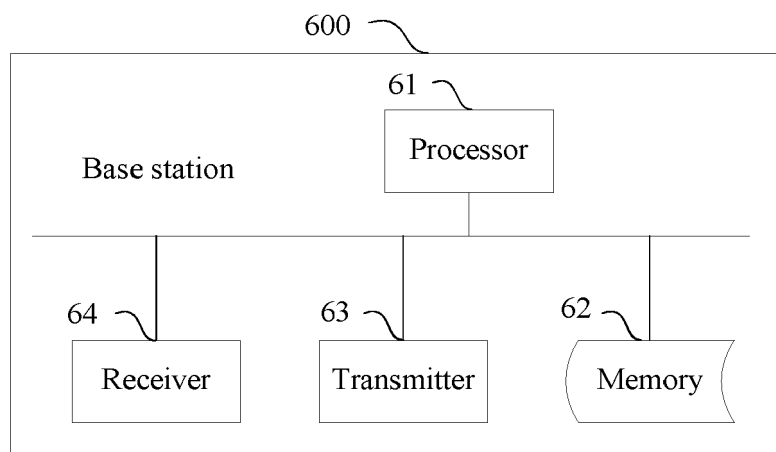 600
61
Processor
Base station
64
63
62
Receiver
Transmitter
Memory